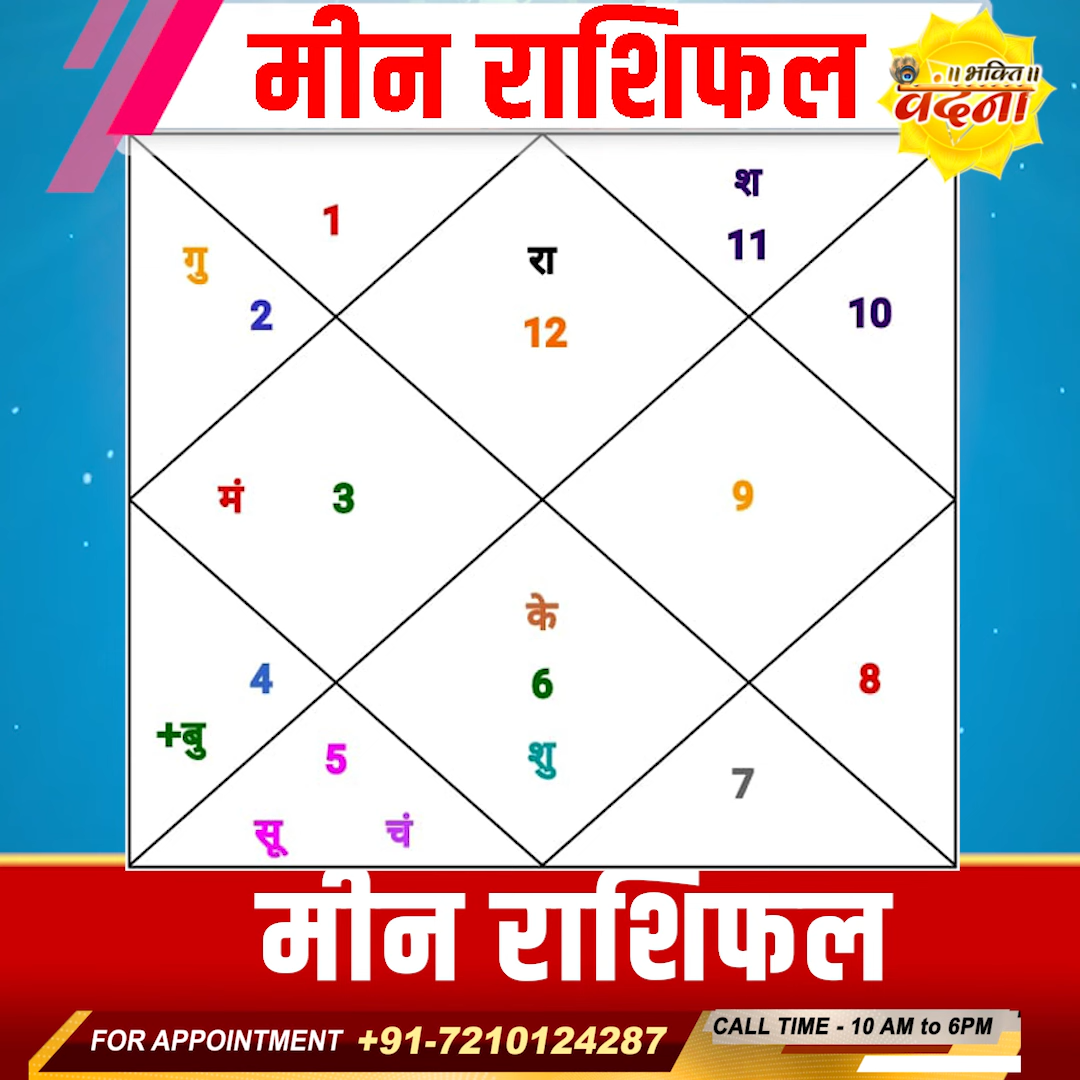 मीन राशिफल
॥ भक्ति ॥
वंदना
श
1
11
गु
रा
2
12
10
मं 3
9
के
4
6
8
+बु
5
शु
7
सू चं
मीन राशिफल
FOR APPOINTMENT +91-7210124287
CALL TIME - 10 AM to 6PM